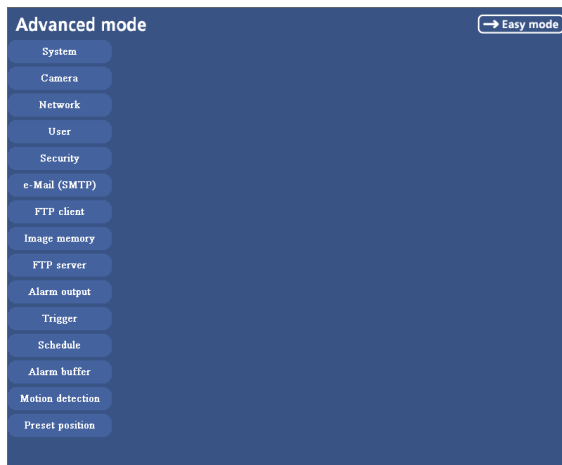 Advanced mode
→ Easy mode
System
Camera
Network
User
Security
e-Mail (SMTP)
FTP client
Image memory
FTP server
Alarm output
Trigger
Schedule
Alarm buffer
Motion detection
Preset position